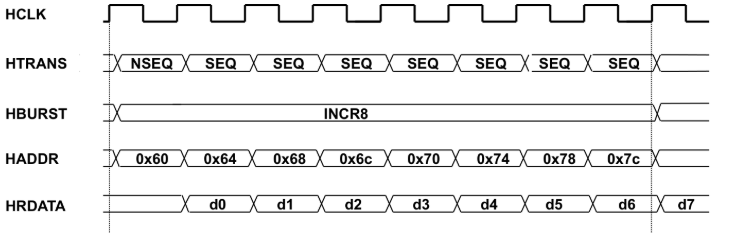 HCLK
HTRANS NSEQ SEQ SEQ SEQ SEQ SEQ SEQ SEQ
HBURST INCR8
HADDR 0x60 0x64 0x68 0x6c 0x70 0x74 0x78 0x7c
HRDATA d0 d1 d2 d3 d4 d5 d6 d7